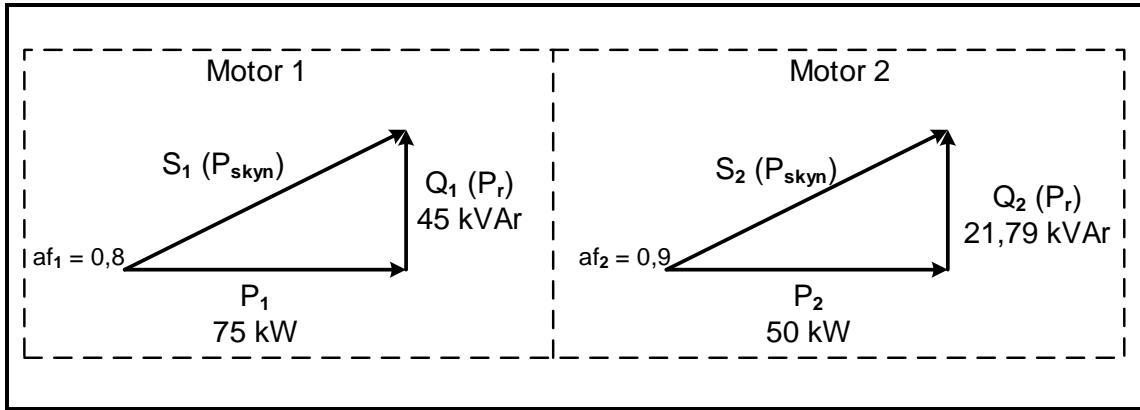 Motor 1
S₁ (Pskyn)
Q₁ (Pr)
45 kVAr
af₁ = 0,8
P₁
75 kW
Motor 2
S₂ (Pskyn)
Q₂ (Pr)
21,79 kVAr
af₂ = 0,9
P₂
50 kW